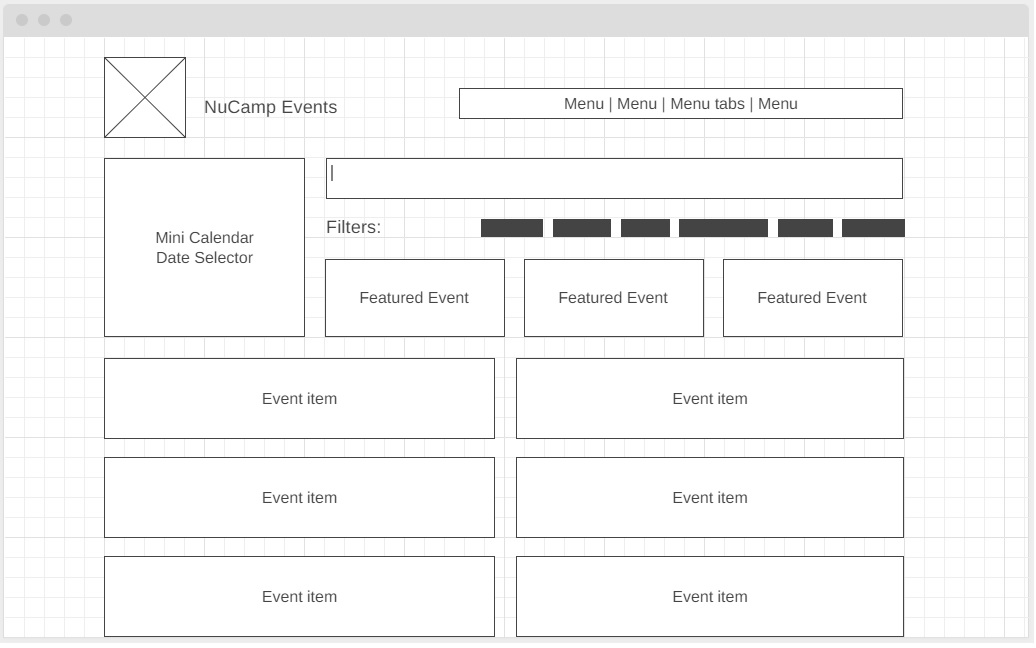 NuCamp Events
Menu | Menu | Menu tabs | Menu
Mini Calendar
Date Selector
Filters:
Featured Event
Featured Event
Featured Event
Event item
Event item
Event item
Event item
Event item
Event item